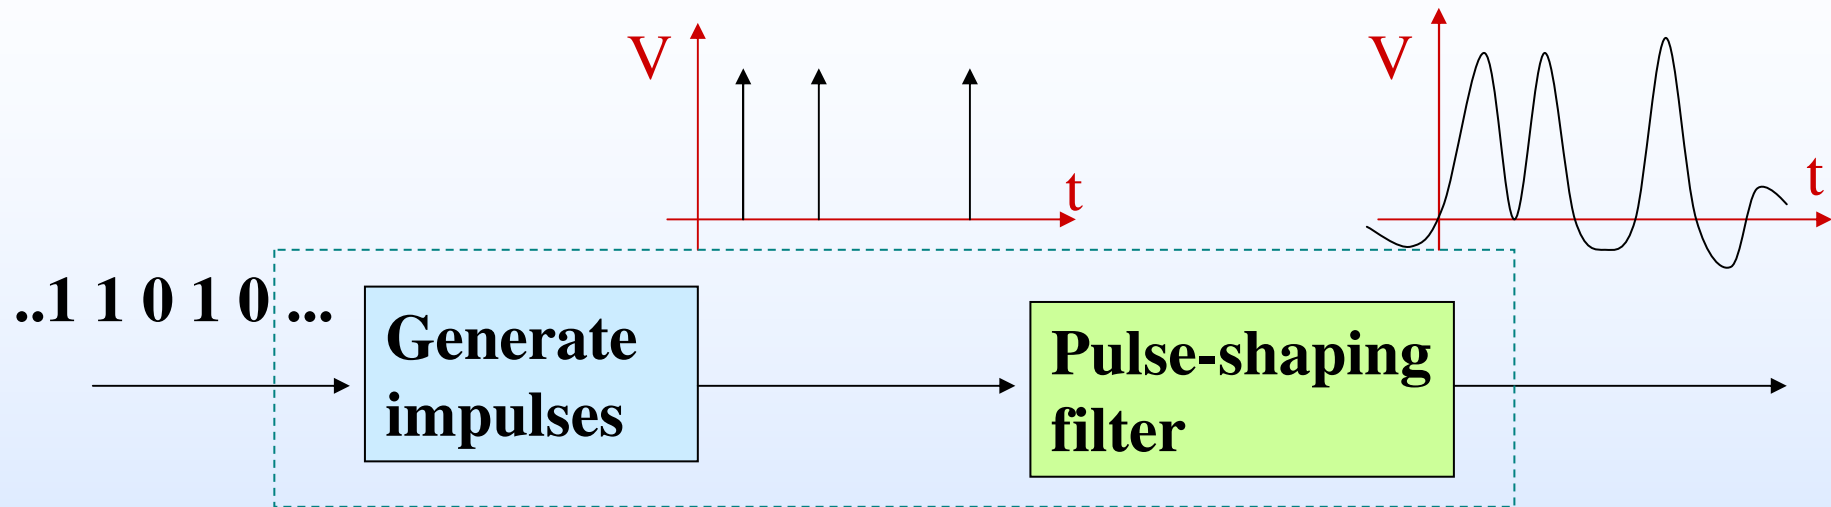 V
V
t
t
..1 1 0 1 0 ...
Generate
impulses
Pulse-shaping
filter